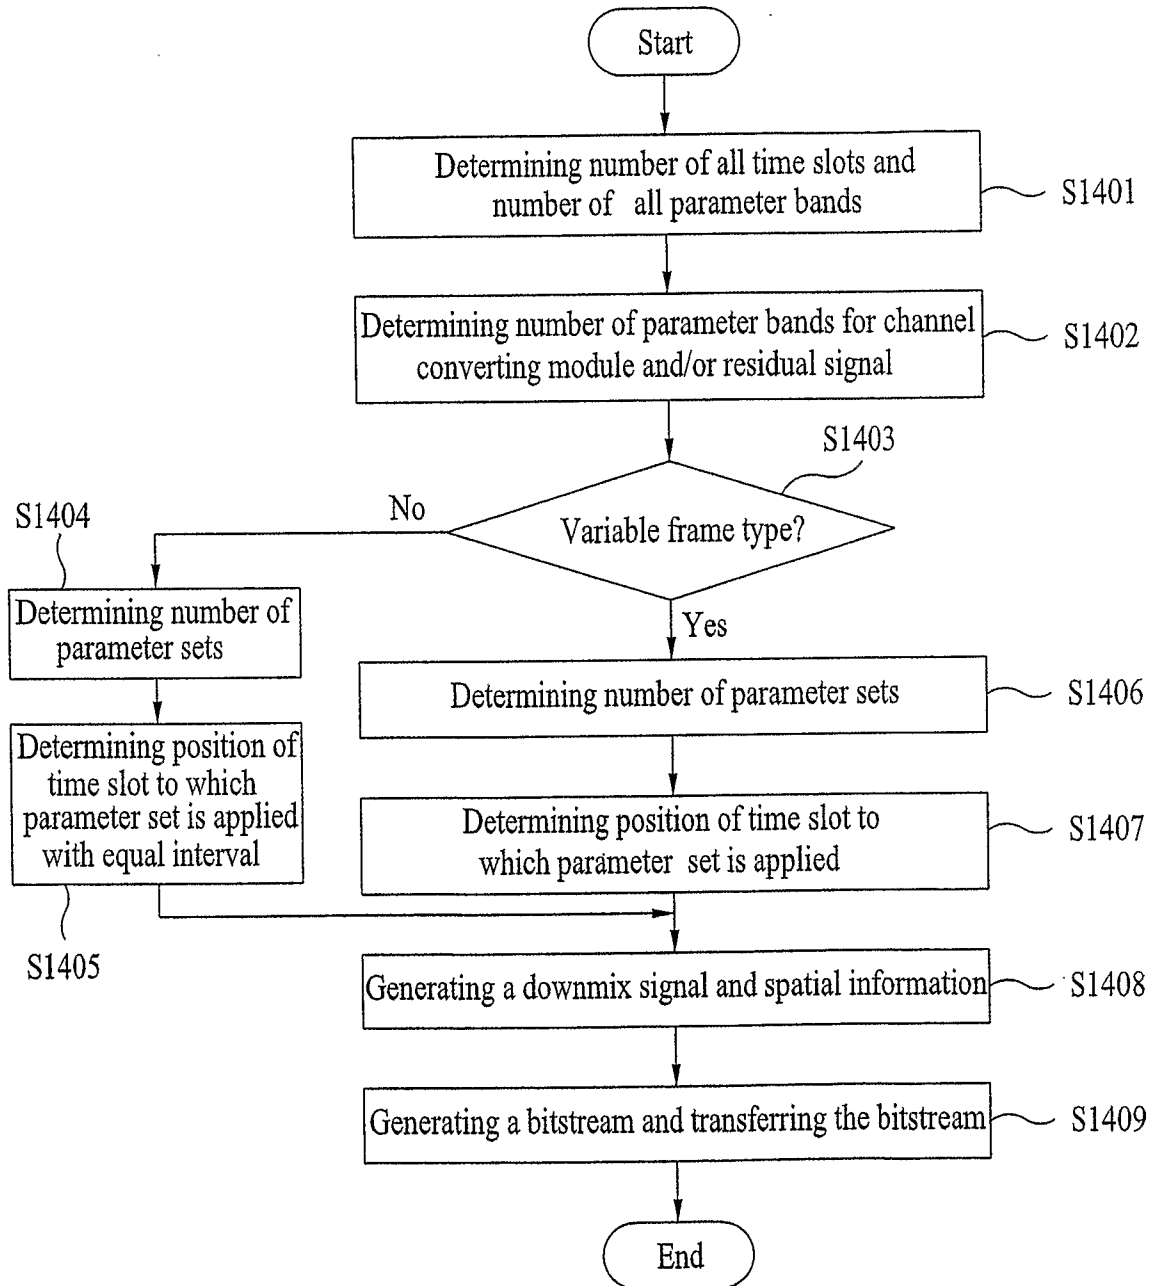 Start
Determining number of all time slots and
number of all parameter bands
S1401
Determining number of parameter bands for channel
converting module and/or residual signal
S1402
S1403
Variable frame type?
No
Yes
S1404
Determining number of
parameter sets
Determining position of
time slot to which
parameter set is applied
with equal interval
S1405
Determining number of parameter sets
S1406
Determining position of time slot to
which parameter set is applied
S1407
Generating a downmix signal and spatial information
S1408
Generating a bitstream and transferring the bitstream
S1409
End